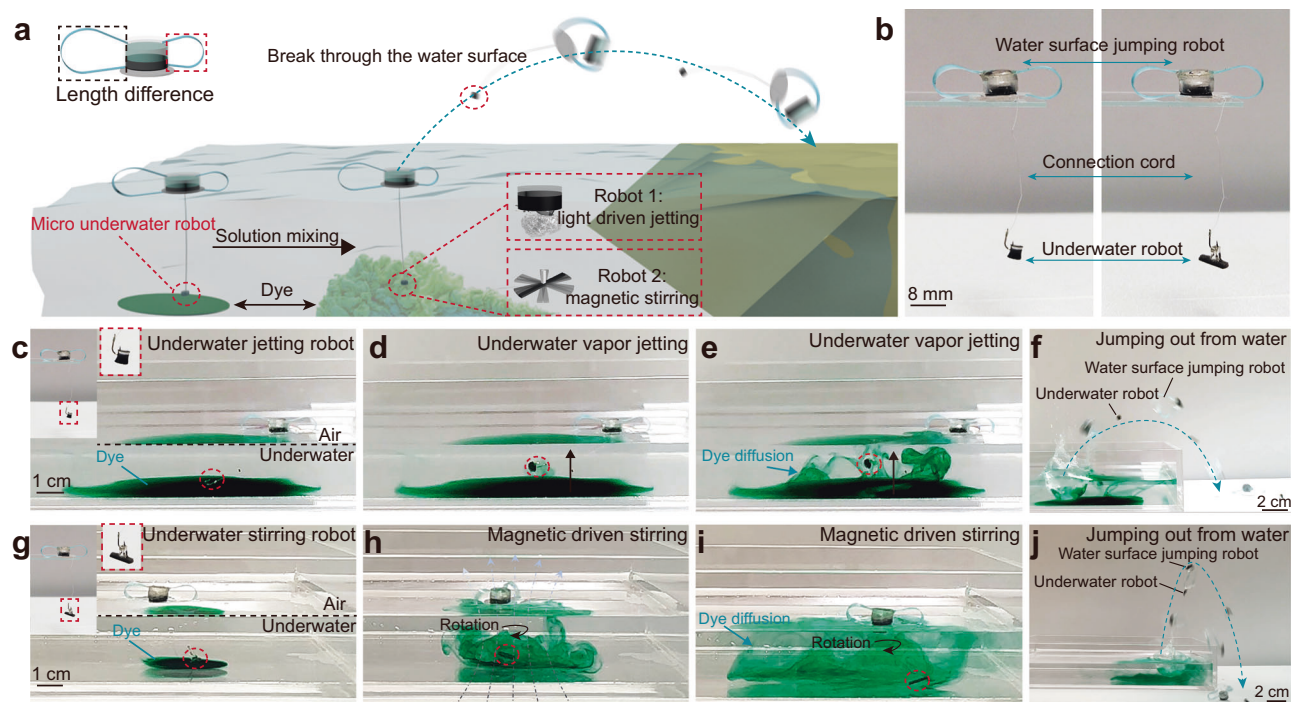 a
Length difference
Break through the water surface
Micro underwater robot
Solution mixing
Dye
Robot 1:
light driven jetting
Robot 2:
magnetic stirring
b
Water surface jumping robot
Connection cord
Underwater robot
8 mm
c
Underwater jetting robot
Air
Underwater
Dye
1 cm
d
Underwater vapor jetting
e
Underwater vapor jetting
Dye diffusion
f
Jumping out from water
Water surface jumping robot
Underwater robot
2 cm
g
Underwater stirring robot
Air
Underwater
Dye
1 cm
h
Magnetic driven stirring
Rotation
i
Magnetic driven stirring
Dye diffusion
Rotation
j
Jumping out from water
Water surface jumping robot
Underwater robot
2 cm